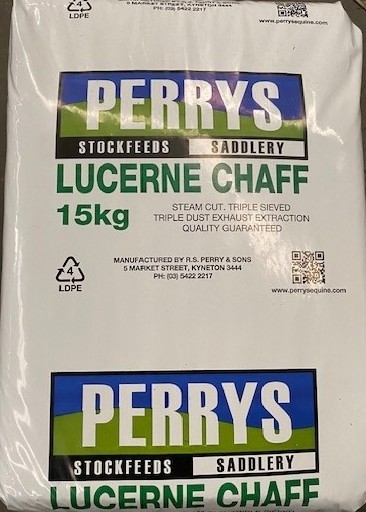 4
LDPE
5 MARKET STREET, KYNETON 3444
PH: (03) 5422 2217
www.perrysequine.com
PERRYS
STOCKFEEDS SADDLERY
LUCERNE CHAFF
15kg
STEAM CUT. TRIPLE SIEVED
TRIPLE DUST EXHAUST EXTRACTION
QUALITY GUARANTEED
4
LDPE
MANUFACTURED BY R.S. PERRY & SONS
5 MARKET STREET, KYNETON 3444
PH: (03) 5422 2217
www.perrysequine.com
PERRYS
STOCKFEEDS SADDLERY
LUCERNE CHAFF